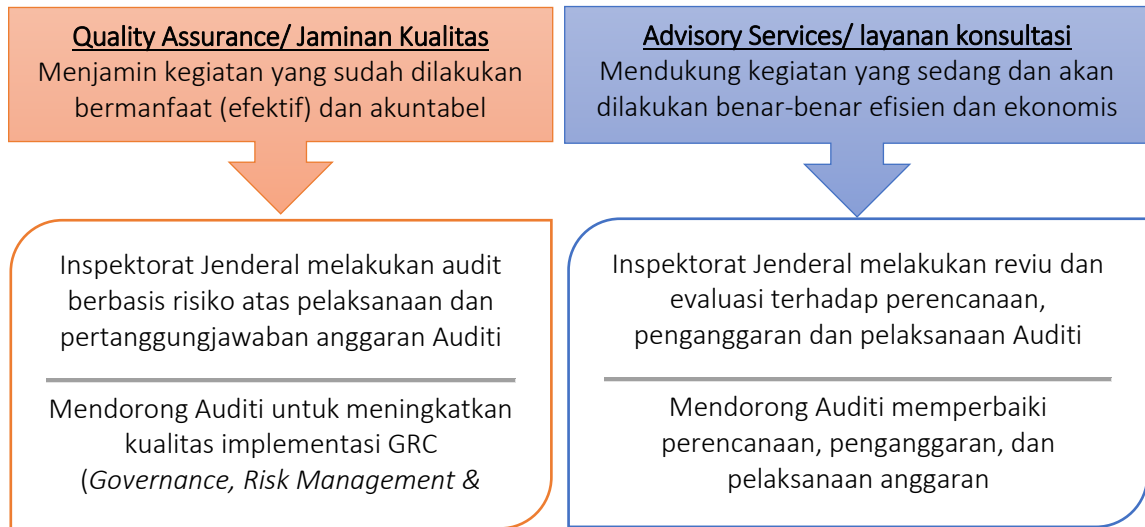 Quality Assurance/ Jaminan Kualitas
Menjamin kegiatan yang sudah dilakukan
bermanfaat (efektif) dan akuntabel
Inspektorat Jenderal melakukan audit
berbasis risiko atas pelaksanaan dan
pertanggungjawaban anggaran Auditi
Mendorong Auditi untuk meningkatkan
kualitas implementasi GRC
(Governance, Risk Management &
Advisory Services/ layanan konsultasi
Mendukung kegiatan yang sedang dan akan
dilakukan benar-benar efisien dan ekonomis
Inspektorat Jenderal melakukan reviu dan
evaluasi terhadap perencanaan,
penganggaran dan pelaksanaan Auditi
Mendorong Auditi memperbaiki
perencanaan, penganggaran, dan
pelaksanaan anggaran